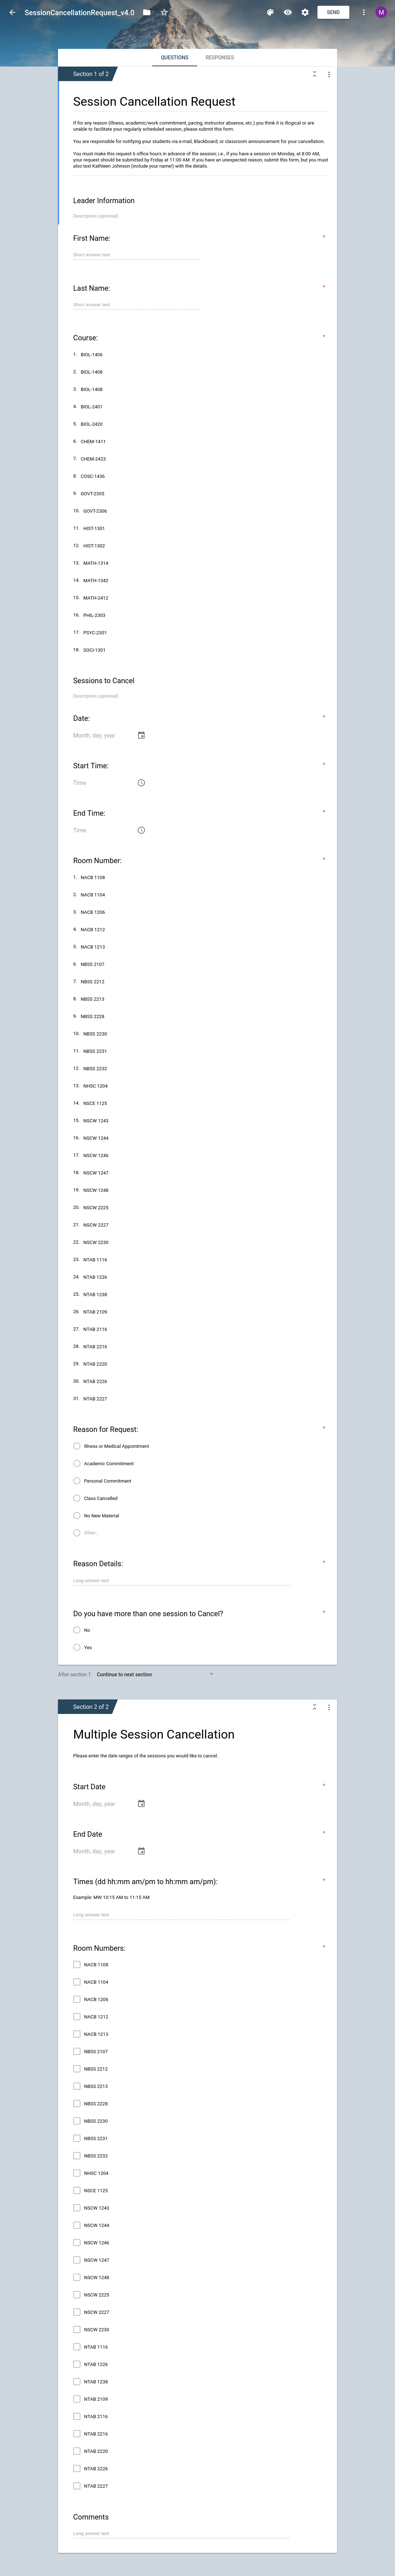 SessionCancellationRequest_v4.0
SEND
M
QUESTIONS
RESPONSES
Section 1 of 2
Session Cancellation Request
If for any reason (illness, academic/work commitment, pacing, instructor absence, etc.) you think it is illogical or are
unable to facilitate your regularly scheduled session, please submit this form.
You are responsible for notifying your students via e-mail, Blackboard, or classroom announcement for your cancellation.
You must make this request 6 office hours in advance of the session; i.e., if you have a session on Monday, at 8:00 AM,
your request should be submitted by Friday at 11:00 AM. If you have an unexpected reason, submit this form, but you must
also text Kathleen Johnson (include your name!) with the details.
Leader Information
Description (optional)
First Name:
*
Short answer text
Last Name:
*
Short answer text
Course:
*
1. BIOL-1406
2. BIOL-1408
3. BIOL-1408
4. BIOL-2401
5. BIOL-2420
6. CHEM-1411
7. CHEM-2423
8. COSC-1436
9. GOVT-2305
10. GOVT-2306
11. HIST-1301
12. HIST-1302
13. MATH-1314
14. MATH-1342
15. MATH-2412
16. PHIL-2303
17. PSYC-2301
18. SOCI-1301
Sessions to Cancel
Description (optional)
Date:
*
Month, day, year
Start Time:
*
Time
End Time:
*
Time
Room Number:
*
1. NACB 1108
2. NACB 1104
3. NACB 1206
4. NACB 1212
5. NACB 1213
6. NBSS 2107
7. NBSS 2212
8. NBSS 2213
9. NBSS 2228
10. NBSS 2230
11. NBSS 2231
12. NBSS 2232
13. NHSC 1204
14. NSCE 1125
15. NSCW 1243
16. NSCW 1244
17. NSCW 1246
18. NSCW 1247
19. NSCW 1248
20. NSCW 2225
21. NSCW 2227
22. NSCW 2230
23. NTAB 1116
24. NTAB 1226
25. NTAB 1238
26. NTAB 2109
27. NTAB 2116
28. NTAB 2216
29. NTAB 2220
30. NTAB 2226
31. NTAB 2227
Reason for Request:
*
Illness or Medical Appointment
Academic Commitment
Personal Commitment
Class Cancelled
No New Material
Other...
Reason Details:
*
Long answer text
Do you have more than one session to Cancel?
*
No
Yes
After section 1 Continue to next section
Section 2 of 2
Multiple Session Cancellation
Please enter the date ranges of the sessions you would like to cancel.
Start Date
*
Month, day, year
End Date
*
Month, day, year
Times (dd hh:mm am/pm to hh:mm am/pm):
*
Example: MW 10:15 AM to 11:15 AM
Long answer text
Room Numbers:
*
NACB 1108
NACB 1104
NACB 1206
NACB 1212
NACB 1213
NBSS 2107
NBSS 2212
NBSS 2213
NBSS 2228
NBSS 2230
NBSS 2231
NBSS 2232
NHSC 1204
NSCE 1125
NSCW 1243
NSCW 1244
NSCW 1246
NSCW 1247
NSCW 1248
NSCW 2225
NSCW 2227
NSCW 2230
NTAB 1116
NTAB 1226
NTAB 1238
NTAB 2109
NTAB 2116
NTAB 2216
NTAB 2220
NTAB 2226
NTAB 2227
Comments
Long answer text